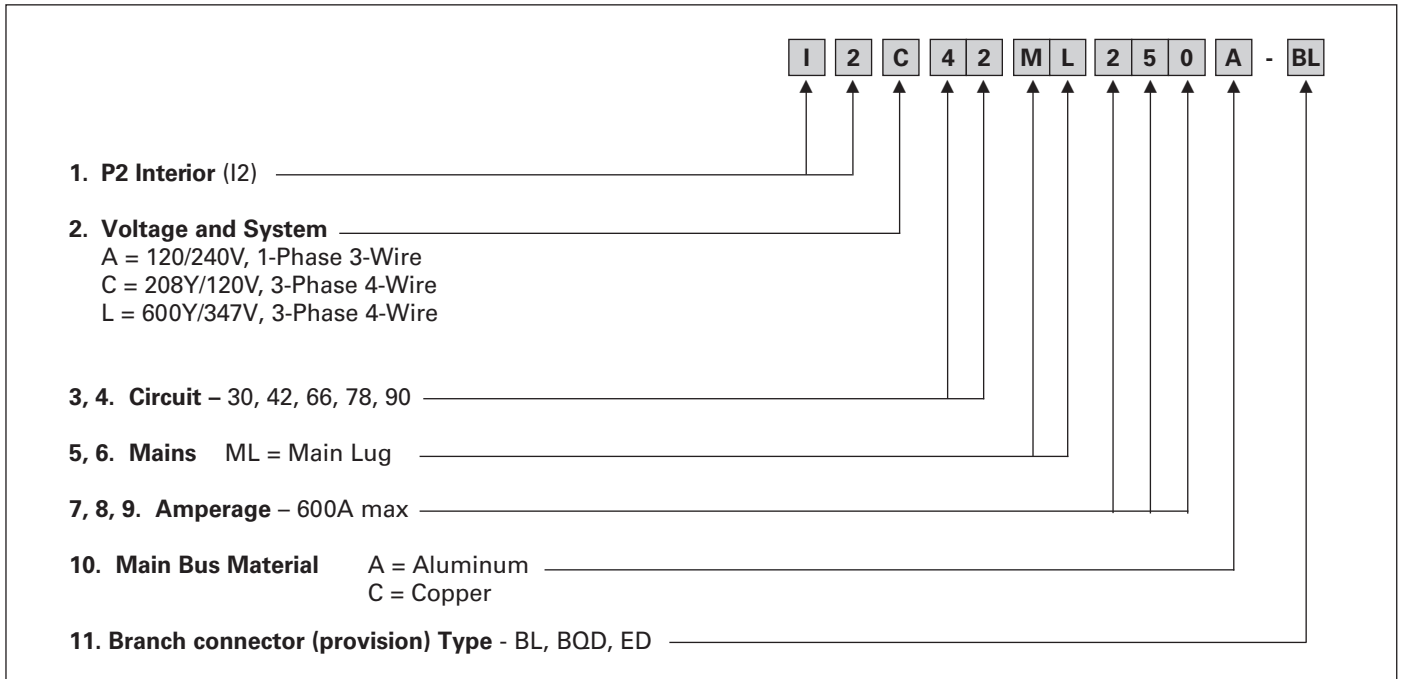 I 2 C 4 2 M L 2 5 0 A - BL
1. P2 Interior (I2)
2. Voltage and System
A = 120/240V, 1-Phase 3-Wire
C = 208Y/120V, 3-Phase 4-Wire
L = 600Y/347V, 3-Phase 4-Wire
3, 4. Circuit – 30, 42, 66, 78, 90
5, 6. Mains ML = Main Lug
7, 8, 9. Amperage – 600A max
10. Main Bus Material A = Aluminum
C = Copper
11. Branch connector (provision) Type - BL, BQD, ED